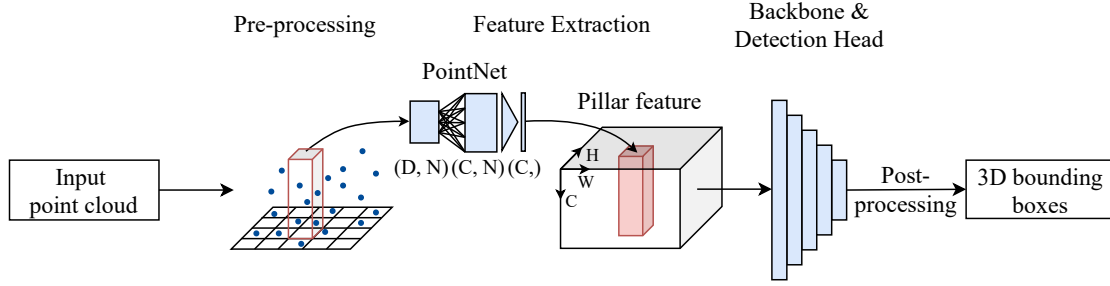 Pre-processing
Feature Extraction
Backbone &
Detection Head
PointNet
(D, N) (C, N) (C,)
Pillar feature
H
W
C
Input
point cloud
Post-
processing
3D bounding
boxes